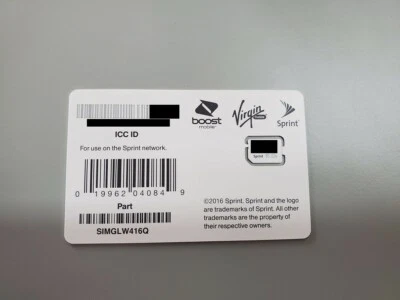 boost
mobile
Virgin
mobile
Sprint
ICC ID
For use on the Sprint network.
Sprint
0 19962 04084 9
Part
SIMGLW416Q
©2016 Sprint. Sprint and the logo
are trademarks of Sprint. All other
trademarks are the property of
their respective owners.